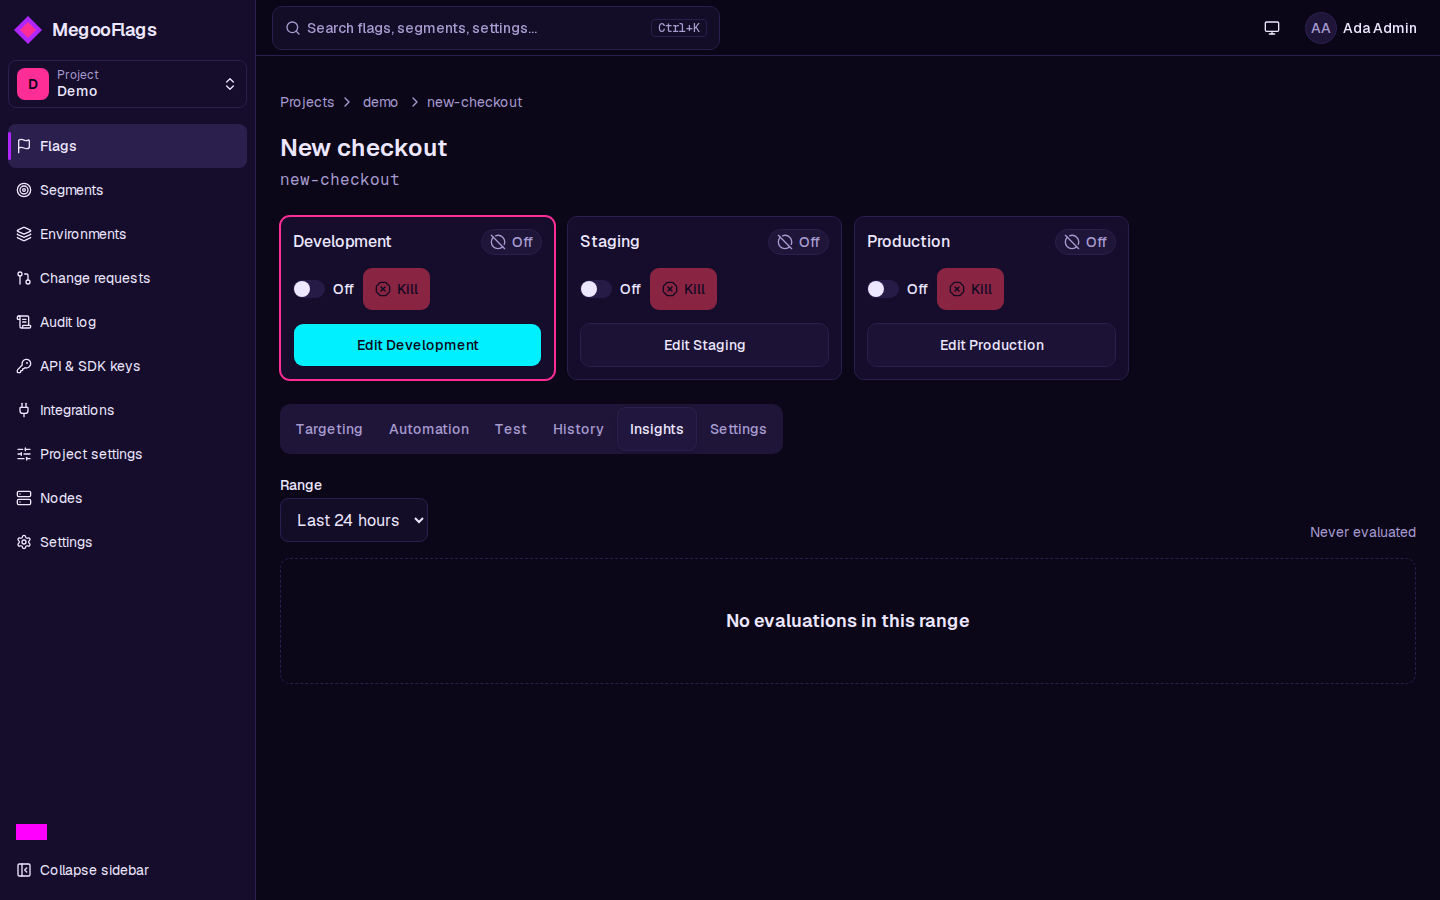 MegooFlags
Search flags, segments, settings...
Ctrl+K
AA
Ada Admin
D
Project
Demo
Flags
Segments
Environments
Change requests
Audit log
API & SDK keys
Integrations
Project settings
Nodes
Settings
Collapse sidebar
Projects
demo
new-checkout
New checkout
new-checkout
Development
Off
Off
Kill
Edit Development
Staging
Off
Off
Kill
Edit Staging
Production
Off
Off
Kill
Edit Production
Targeting
Automation
Test
History
Insights
Settings
Range
Last 24 hours
Never evaluated
No evaluations in this range